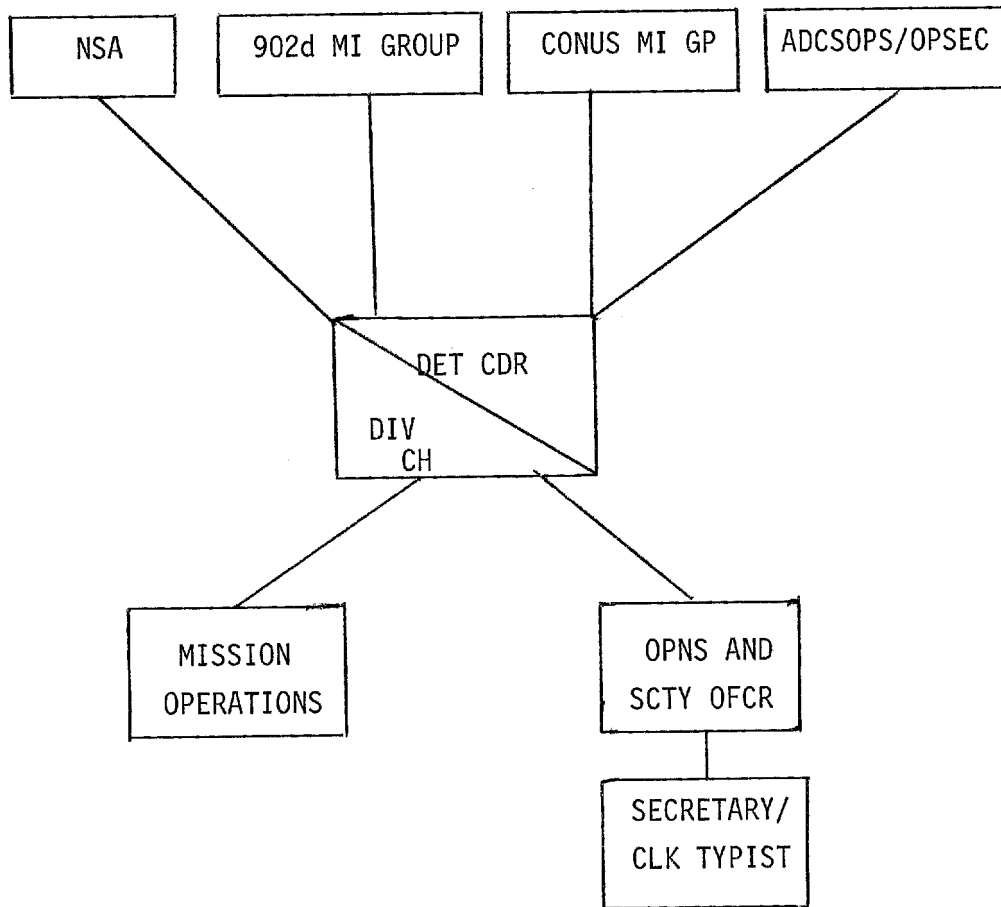 NSA
902d MI GROUP
CONUS MI GP
ADCSOPS/OPSEC
DET CDR
DIV
CH
MISSION
OPERATIONS
OPNS AND
SCTY OFCR
SECRETARY/
CLK TYPIST